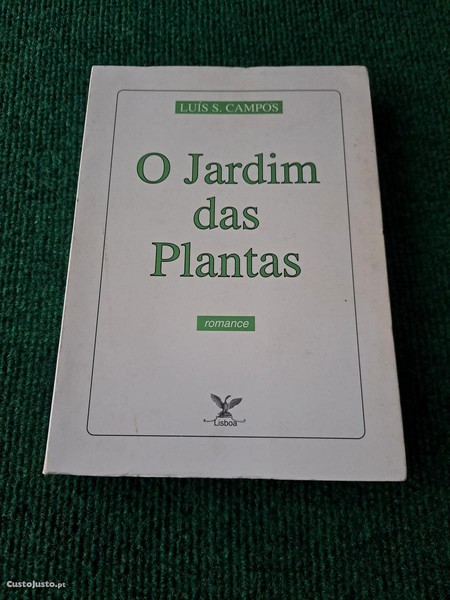 LUÍS S. CAMPOS
O Jardim
das
Plantas
romance
Lisboa
CustoJusto.pt